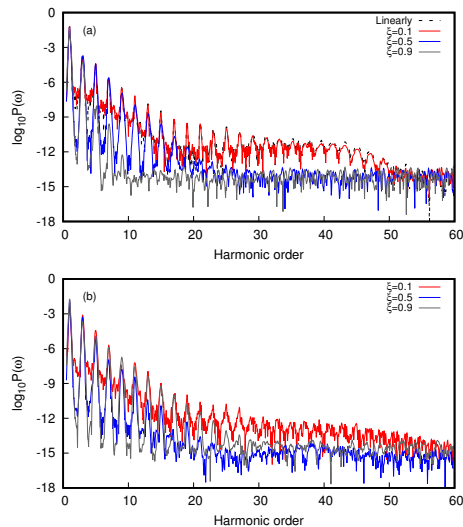 0
-3
-6
-9
-12
-15
-18
log₁₀P(ω)
(a)
Linearly
ξ=0.1
ξ=0.5
ξ=0.9
0 10 20 30 40 50 60
Harmonic order
0
-3
-6
-9
-12
-15
-18
log₁₀P(ω)
(b)
ξ=0.1
ξ=0.5
ξ=0.9
0 10 20 30 40 50 60
Harmonic order